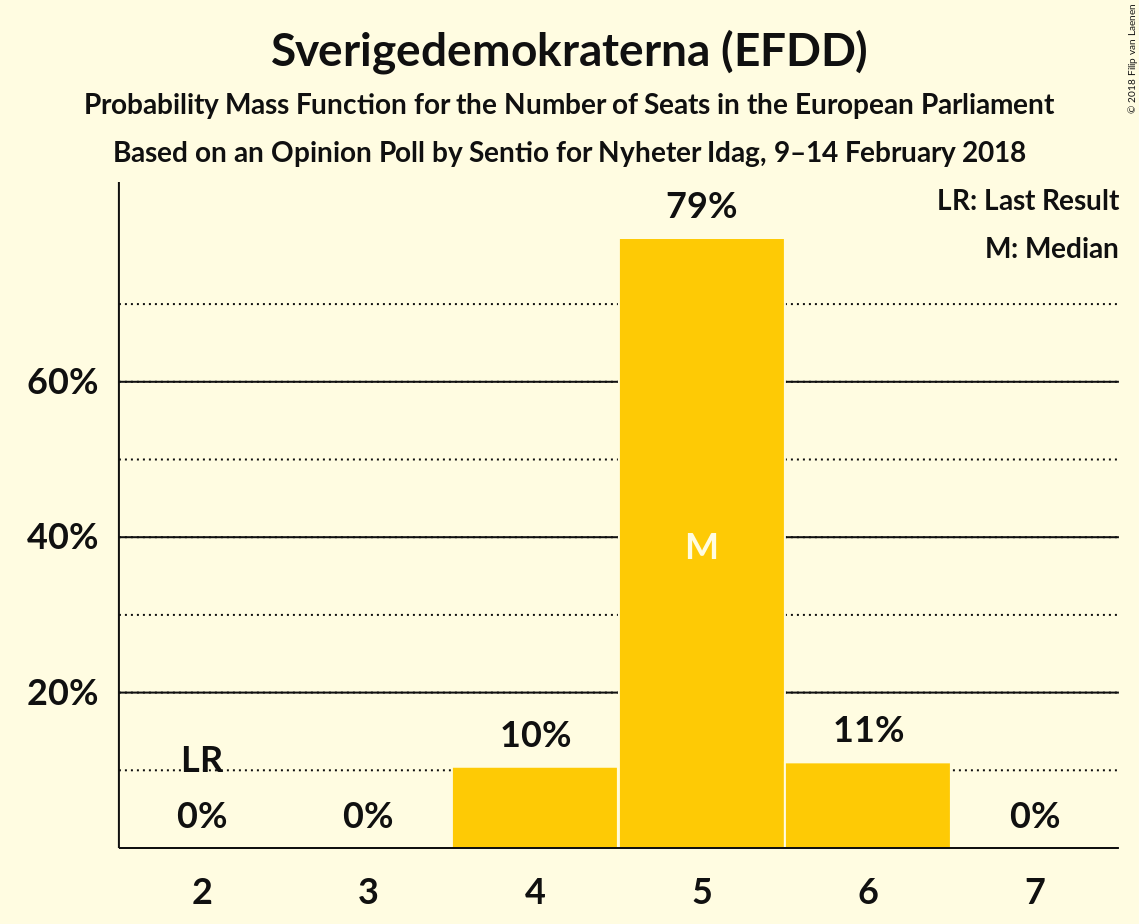 Sverigedemokraterna (EFDD)
Probability Mass Function for the Number of Seats in the European Parliament
Based on an Opinion Poll by Sentio for Nyheter Idag, 9–14 February 2018
© 2018 Filip van Laenen
LR: Last Result
M: Median
79%
60%
40%
M
20%
LR
10%
11%
0%
0%
0%
2
3
4
5
6
7